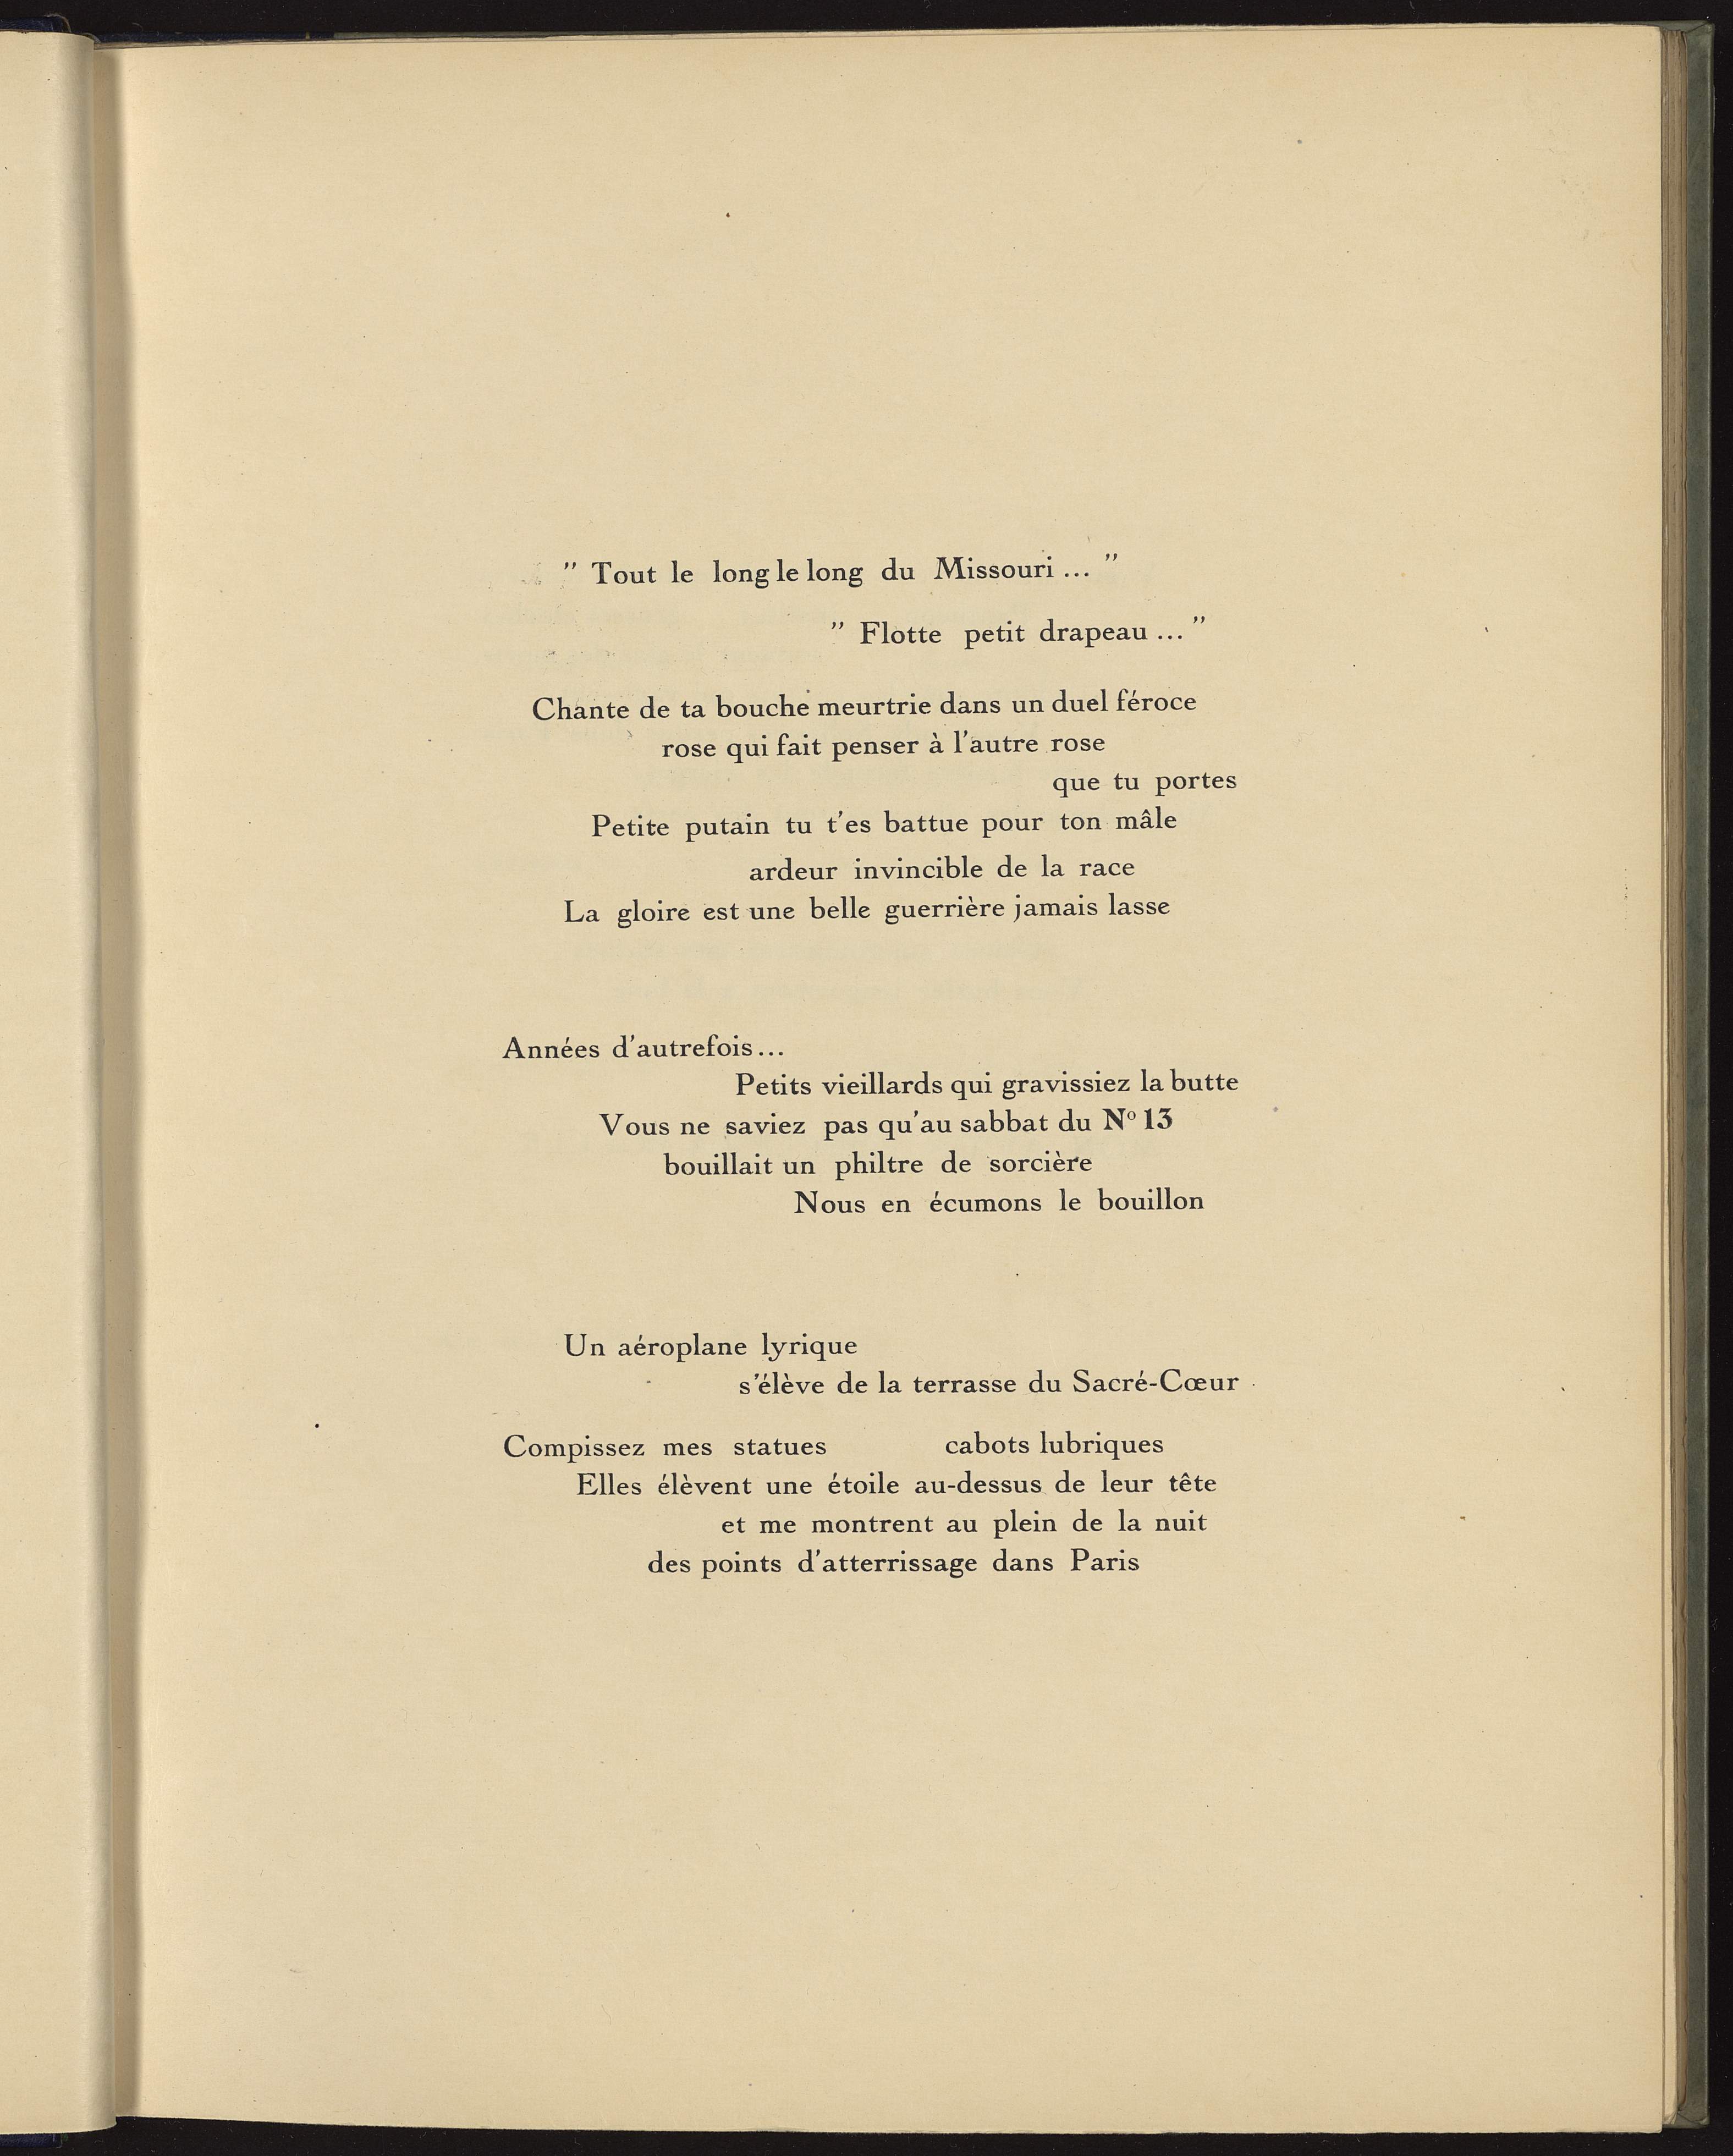 ” Tout le long le long du Missouri... ”
” Flotte petit drapeau... ”
Chante de ta bouche meurtrie dans un duel féroce
rose qui fait penser à l’autre rose
que tu portes
Petite putain tu t’es battue pour ton mâle
ardeur invincible de la race
La gloire est une belle guerrière jamais lasse
Années d’autrefois...
Petits vieillards qui gravissiez la butte
Vous ne saviez pas qu’au sabbat du Nº 13
bouillait un philtre de sorcière
Nous en écumons le bouillon
Un aéroplane lyrique
s’élève de la terrasse du Sacré-Cœur
Compissez mes statues cabots lubriques
Elles élèvent une étoile au-dessus de leur tête
et me montrent au plein de la nuit
des points d’atterrissage dans Paris